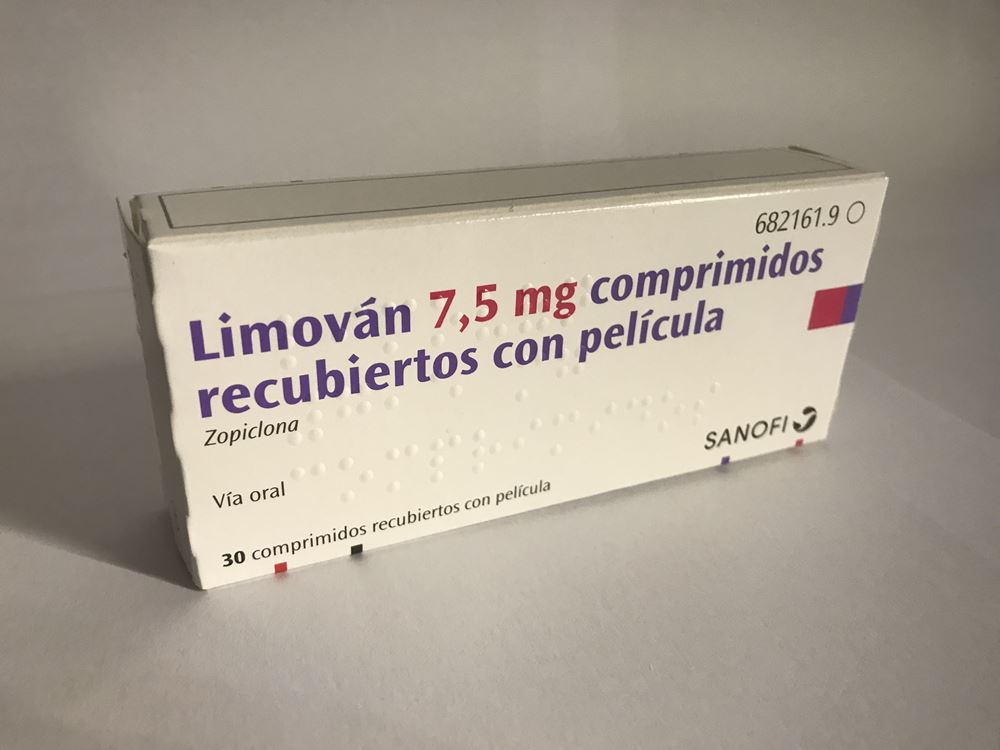 682161.9
Limován 7,5 mg comprimidos
recubiertos con película
Zopiclona
SANOFI
Vía oral
30 comprimidos recubiertos con película